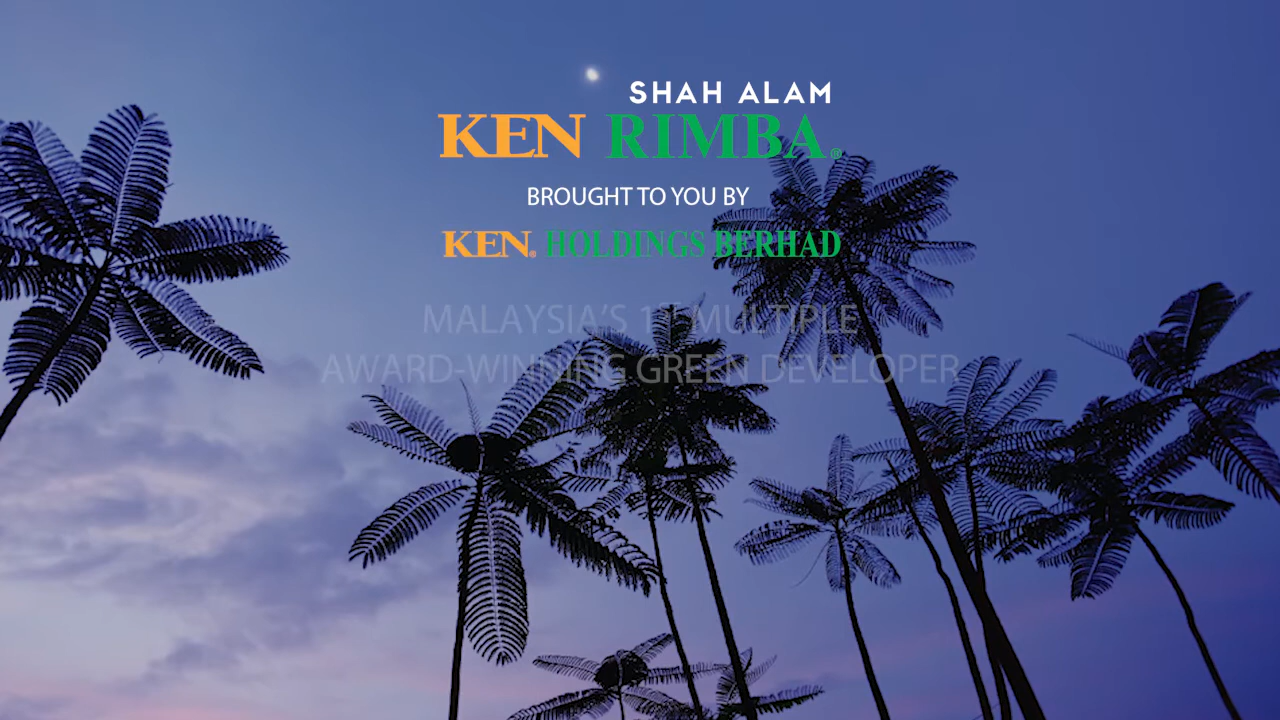 SHAH ALAM
KEN RIMBA®
BROUGHT TO YOU BY
KEN® HOLDINGS BERHAD
MALAYSIA'S 1ST MULTIPLE
AWARD-WINNING GREEN DEVELOPER